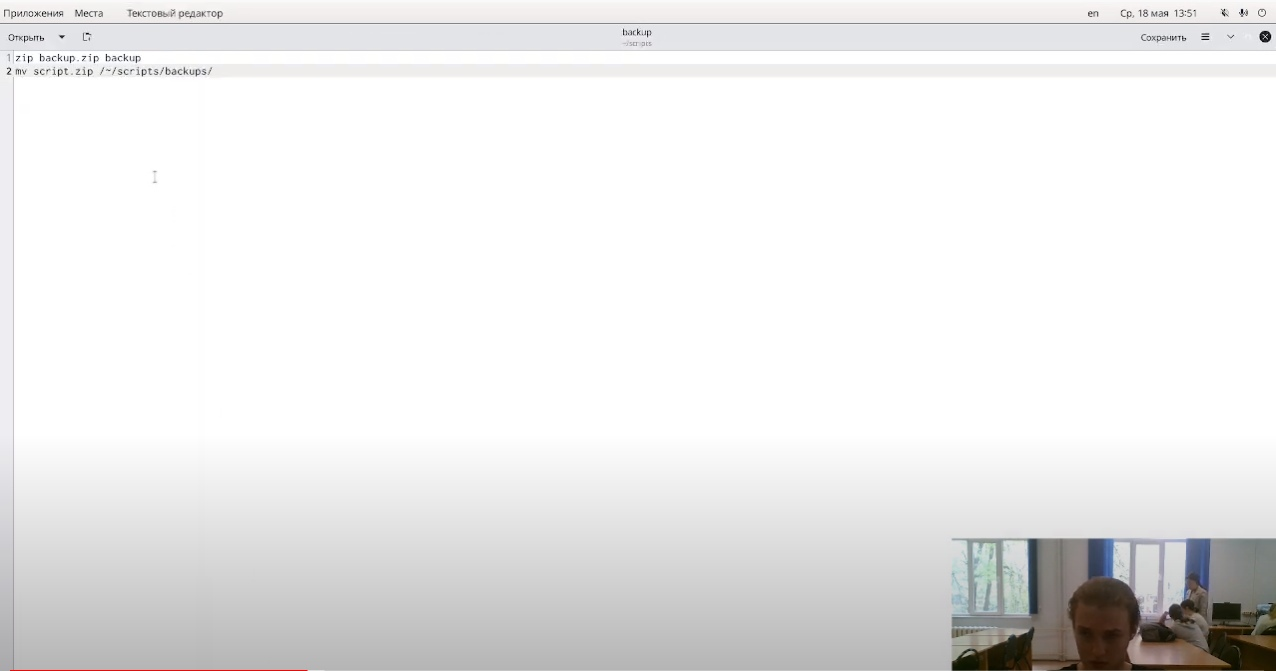 Приложения Места Текстовый редактор en Ср, 18 мая 13:51
Открыть backup Сохранить
~/scripts
1 zip backup.zip backup
2 mv script.zip /~/scripts/backups/